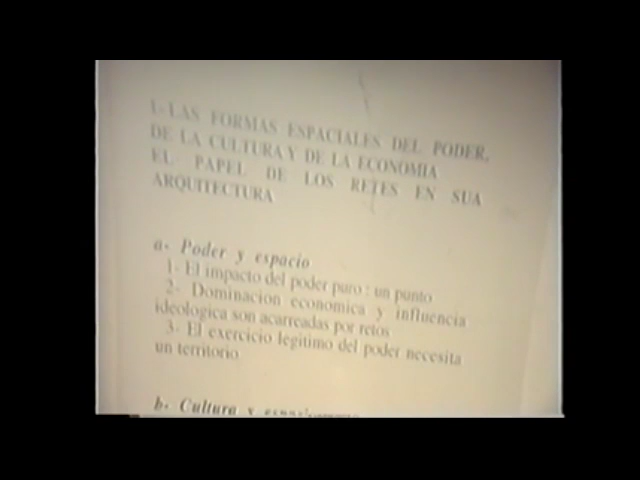 1- LAS FORMAS ESPACIALES DEL PODER,
DE LA CULTURA Y DE LA ECONOMIA
EL PAPEL DE LOS RETES EN SUA
ARQUITECTURA
a- Poder y espacio
1- El impacto del poder puro : un punto
2- Dominacion economica y influencia
ideologica son acarreadas por retos
3- El exercicio legitimo del poder necesita
un territorio
b- Cultura y